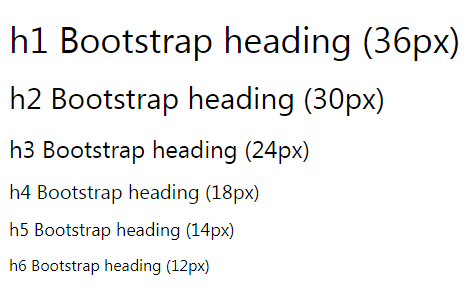 h1 Bootstrap heading (36px)
h2 Bootstrap heading (30px)
h3 Bootstrap heading (24px)
h4 Bootstrap heading (18px)
h5 Bootstrap heading (14px)
h6 Bootstrap heading (12px)